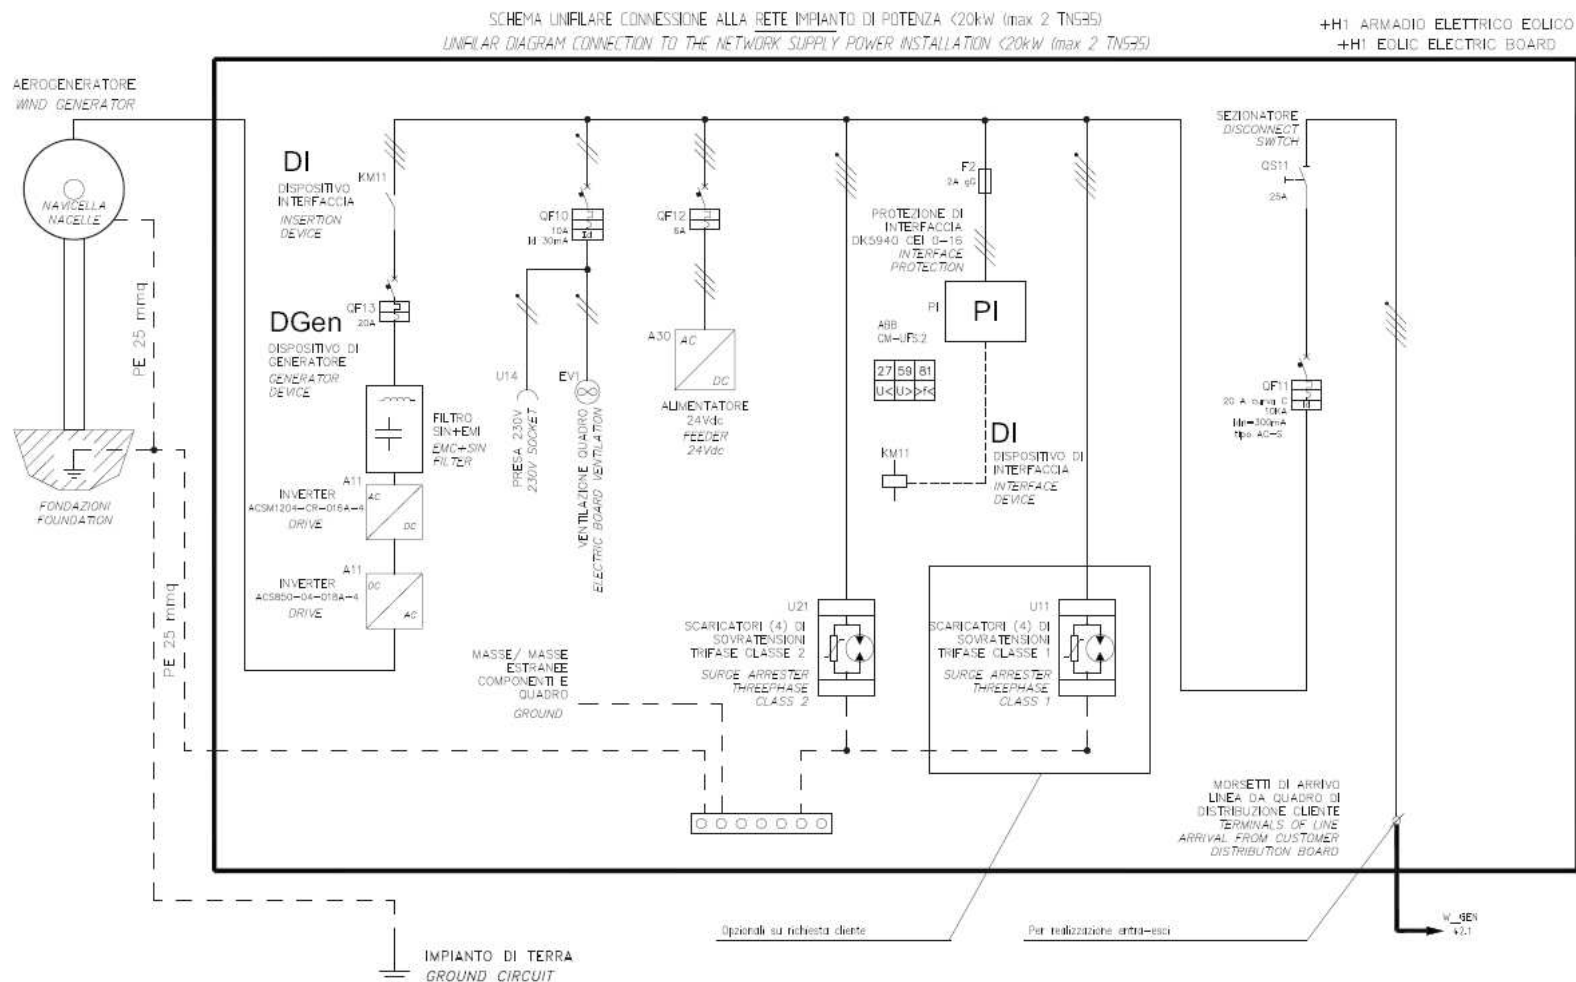 SCHEMA UNIFILARE CONNESSIONE ALLA RETE IMPIANTO DI POTENZA <20kW (max 2 TN535)
UNIFILAR DIAGRAM CONNECTION TO THE NETWORK SUPPLY POWER INSTALLATION <20kW (max 2 TN535)
+H1 ARMADIO ELETTRICO EOLICO
+H1 EOLIC ELECTRIC BOARD
AEROGENERATORE
WIND GENERATOR
NAVICELLA
NACELLE
PE 25 mmq
FONDAZIONI
FOUNDATION
PE 25 mmq
DI
DISPOSITIVO
INTERFACCIA
INSERTION
DEVICE
KM11
DGen
DISPOSITIVO DI
GENERATORE
GENERATOR
DEVICE
QF13
20A
FILTRO
SIN+EMI
EMC+SIN
FILTER
A11
INVERTER
ACSM1204-CR-016A-4
DRIVE
AC
DC
A11
INVERTER
ACS850-04-018A-4
DRIVE
DC
AC
QF10
10A
Id 30mA
Id
U14
PRESA 230V
230V SOCKET
EV1
VENTILAZIONE QUADRO
ELECTRIC BOARD VENTILATION
QF12
6A
A30
AC
DC
ALIMENTATORE
24Vdc
FEEDER
24Vdc
MASSE/ MASSE
ESTRANEE
COMPONENTI E
QUADRO
GROUND
U21
SCARICATORI (4) DI
SOVRATENSIONI
TRIFASE CLASSE 2
SURGE ARRESTER
THREEPHASE
CLASS 2
F2
2A gG
PROTEZIONE DI
INTERFACCIA
DK5940 CEI 0-16
INTERFACE
PROTECTION
PI
PI
ABB
CM-UFS.2
27 59 81
U< U> >f<
DI
DISPOSITIVO DI
INTERFACCIA
INTERFACE
DEVICE
KM11
U11
SCARICATORI (4) DI
SOVRATENSIONI
TRIFASE CLASSE 1
SURGE ARRESTER
THREEPHASE
CLASS 1
SEZIONATORE
DISCONNECT
SWITCH
QS11
25A
QF11
20 A curva C
10KA
Idn=300mA
tipo AC-S
Id
MORSETTI DI ARRIVO
LINEA DA QUADRO DI
DISTRIBUZIONE CLIENTE
TERMINALS OF LINE
ARRIVAL FROM CUSTOMER
DISTRIBUTION BOARD
Opzionali su richiesta cliente
Per realizzazione entra-esci
W_GEN
IMPIANTO DI TERRA
GROUND CIRCUIT